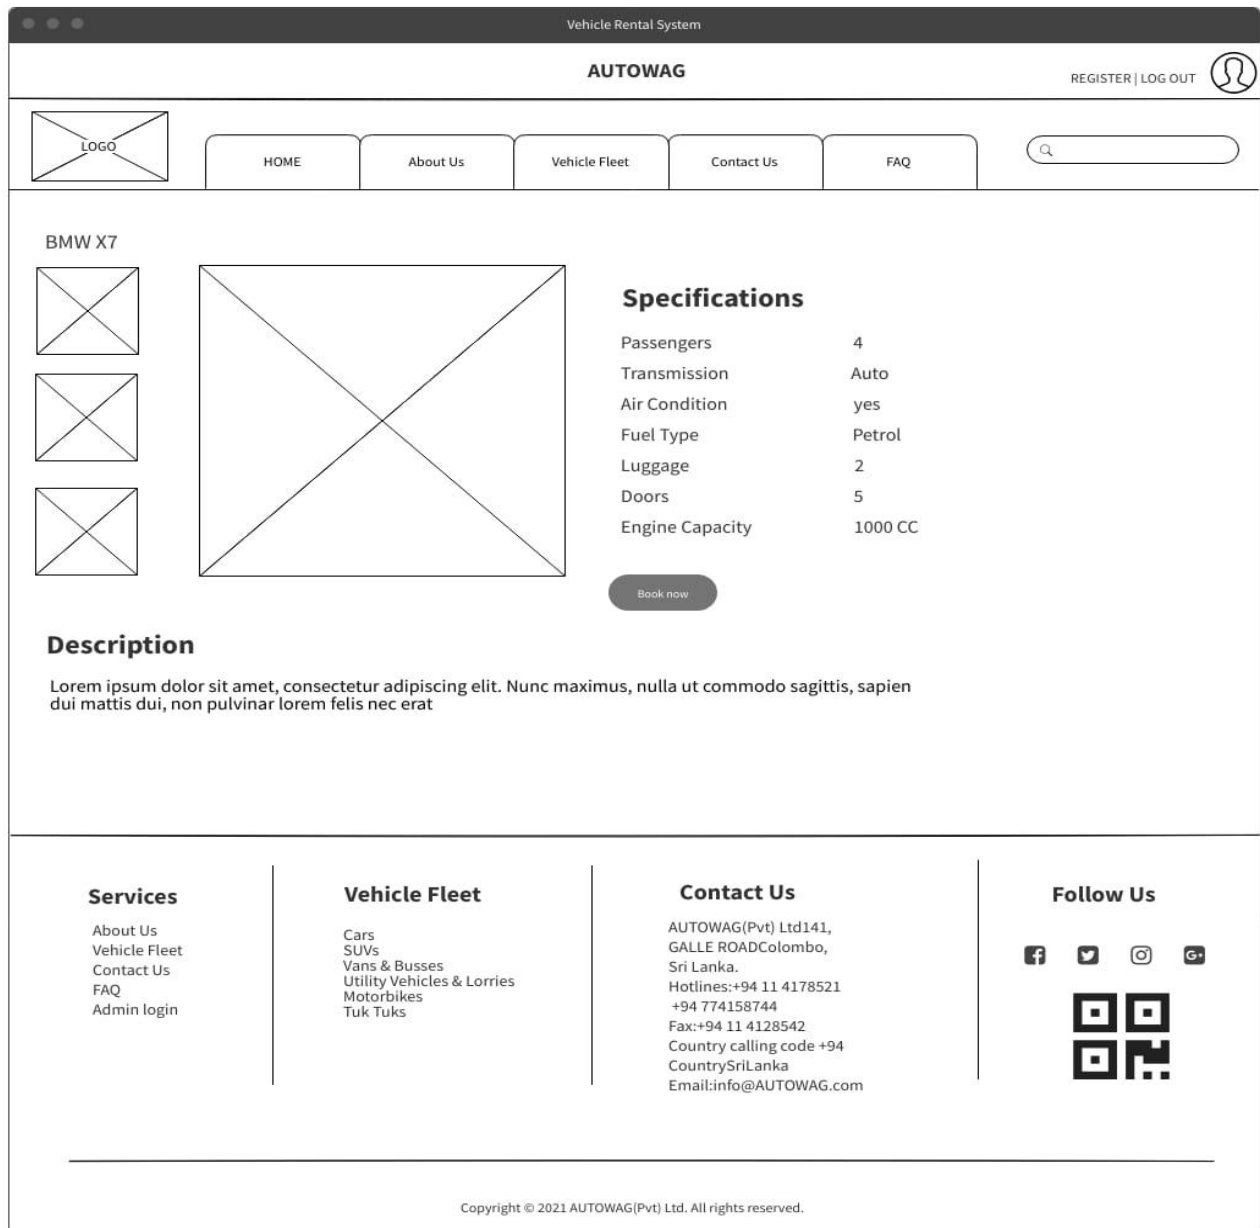 Vehicle Rental System
AUTOWAG
REGISTER | LOG OUT
LOGO
HOME
About Us
Vehicle Fleet
Contact Us
FAQ
BMW X7
Specifications
Passengers 4
Transmission Auto
Air Condition yes
Fuel Type Petrol
Luggage 2
Doors 5
Engine Capacity 1000 CC
Book now
Description
Lorem ipsum dolor sit amet, consectetur adipiscing elit. Nunc maximus, nulla ut commodo sagittis, sapien
dui mattis dui, non pulvinar lorem felis nec erat
Services
About Us
Vehicle Fleet
Contact Us
FAQ
Admin login
Vehicle Fleet
Cars
SUVs
Vans & Busses
Utility Vehicles & Lorries
Motorbikes
Tuk Tuks
Contact Us
AUTOWAG(Pvt) Ltd141,
GALLE ROADColombo,
Sri Lanka.
Hotlines:+94 11 4178521
+94 774158744
Fax:+94 11 4128542
Country calling code +94
CountrySriLanka
Email:info@AUTOWAG.com
Follow Us
G+
Copyright © 2021 AUTOWAG(Pvt) Ltd. All rights reserved.